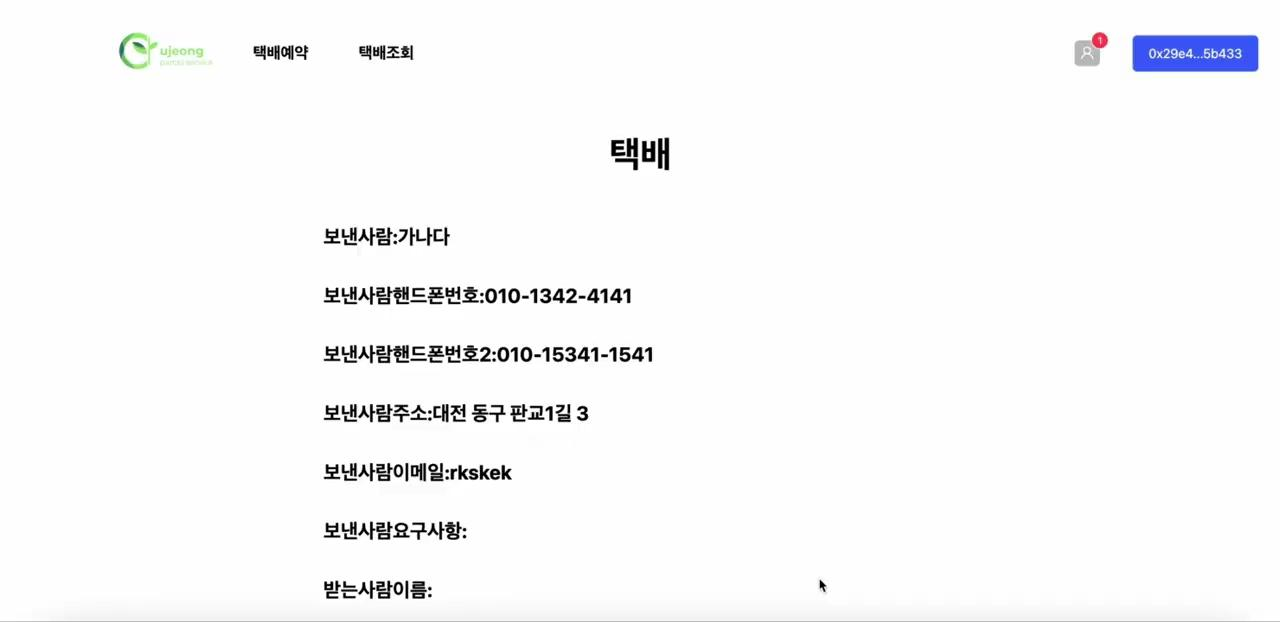 ujeong
parcel service
택배예약
택배조회
1
0x29e4...5b433
택배
보낸사람:가나다
보낸사람핸드폰번호:010-1342-4141
보낸사람핸드폰번호2:010-15341-1541
보낸사람주소:대전 동구 판교1길 3
보낸사람이메일:rkskek
보낸사람요구사항:
받는사람이름: